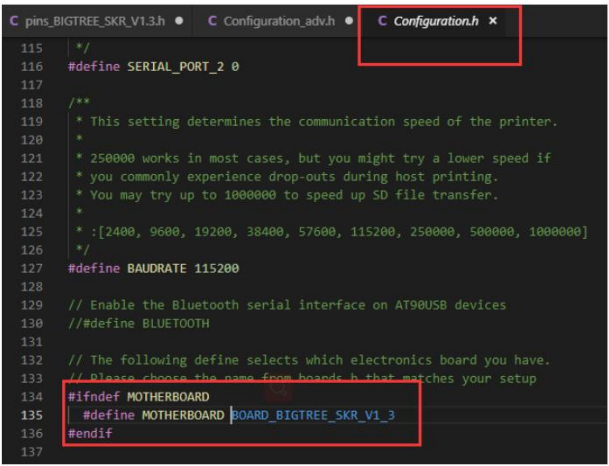 C pins_BIGTREE_SKR_V1.3.h ● C Configuration_adv.h ● C Configuration.h ×
115 */
116 #define SERIAL_PORT_2 0
117
118 /**
119 * This setting determines the communication speed of the printer.
120 *
121 * 250000 works in most cases, but you might try a lower speed if
122 * you commonly experience drop-outs during host printing.
123 * You may try up to 1000000 to speed up SD file transfer.
124 *
125 * :[2400, 9600, 19200, 38400, 57600, 115200, 250000, 500000, 1000000]
126 */
127 #define BAUDRATE 115200
128
129 // Enable the Bluetooth serial interface on AT90USB devices
130 //#define BLUETOOTH
131
132 // The following define selects which electronics board you have.
133 // Please choose the name from boards.h that matches your setup
134 #ifndef MOTHERBOARD
135 #define MOTHERBOARD BOARD_BIGTREE_SKR_V1_3
136 #endif
137